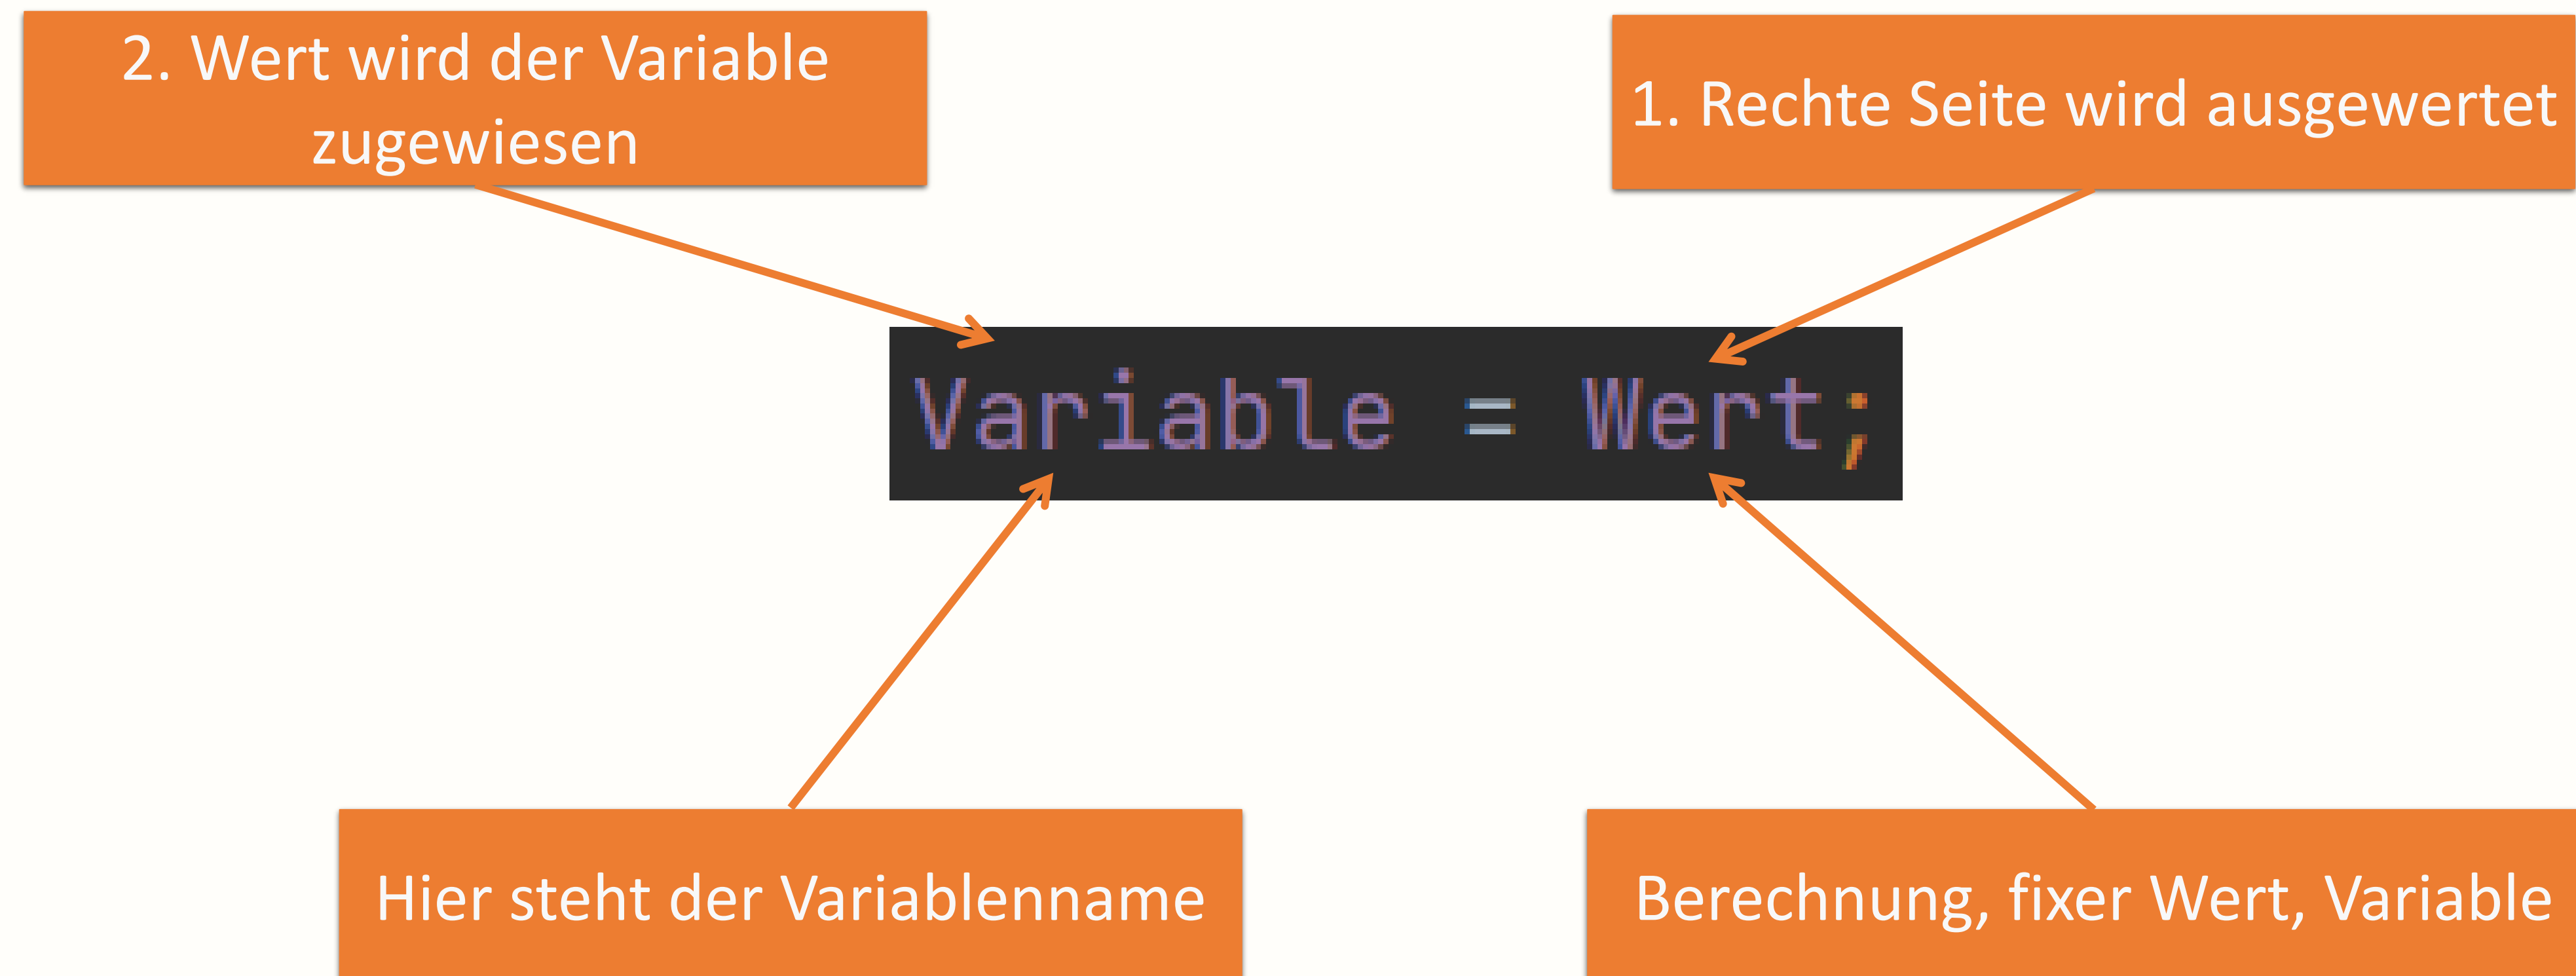 2. Wert wird der Variable
zugewiesen
1. Rechte Seite wird ausgewertet
Variable = Wert;
Hier steht der Variablenname
Berechnung, fixer Wert, Variable